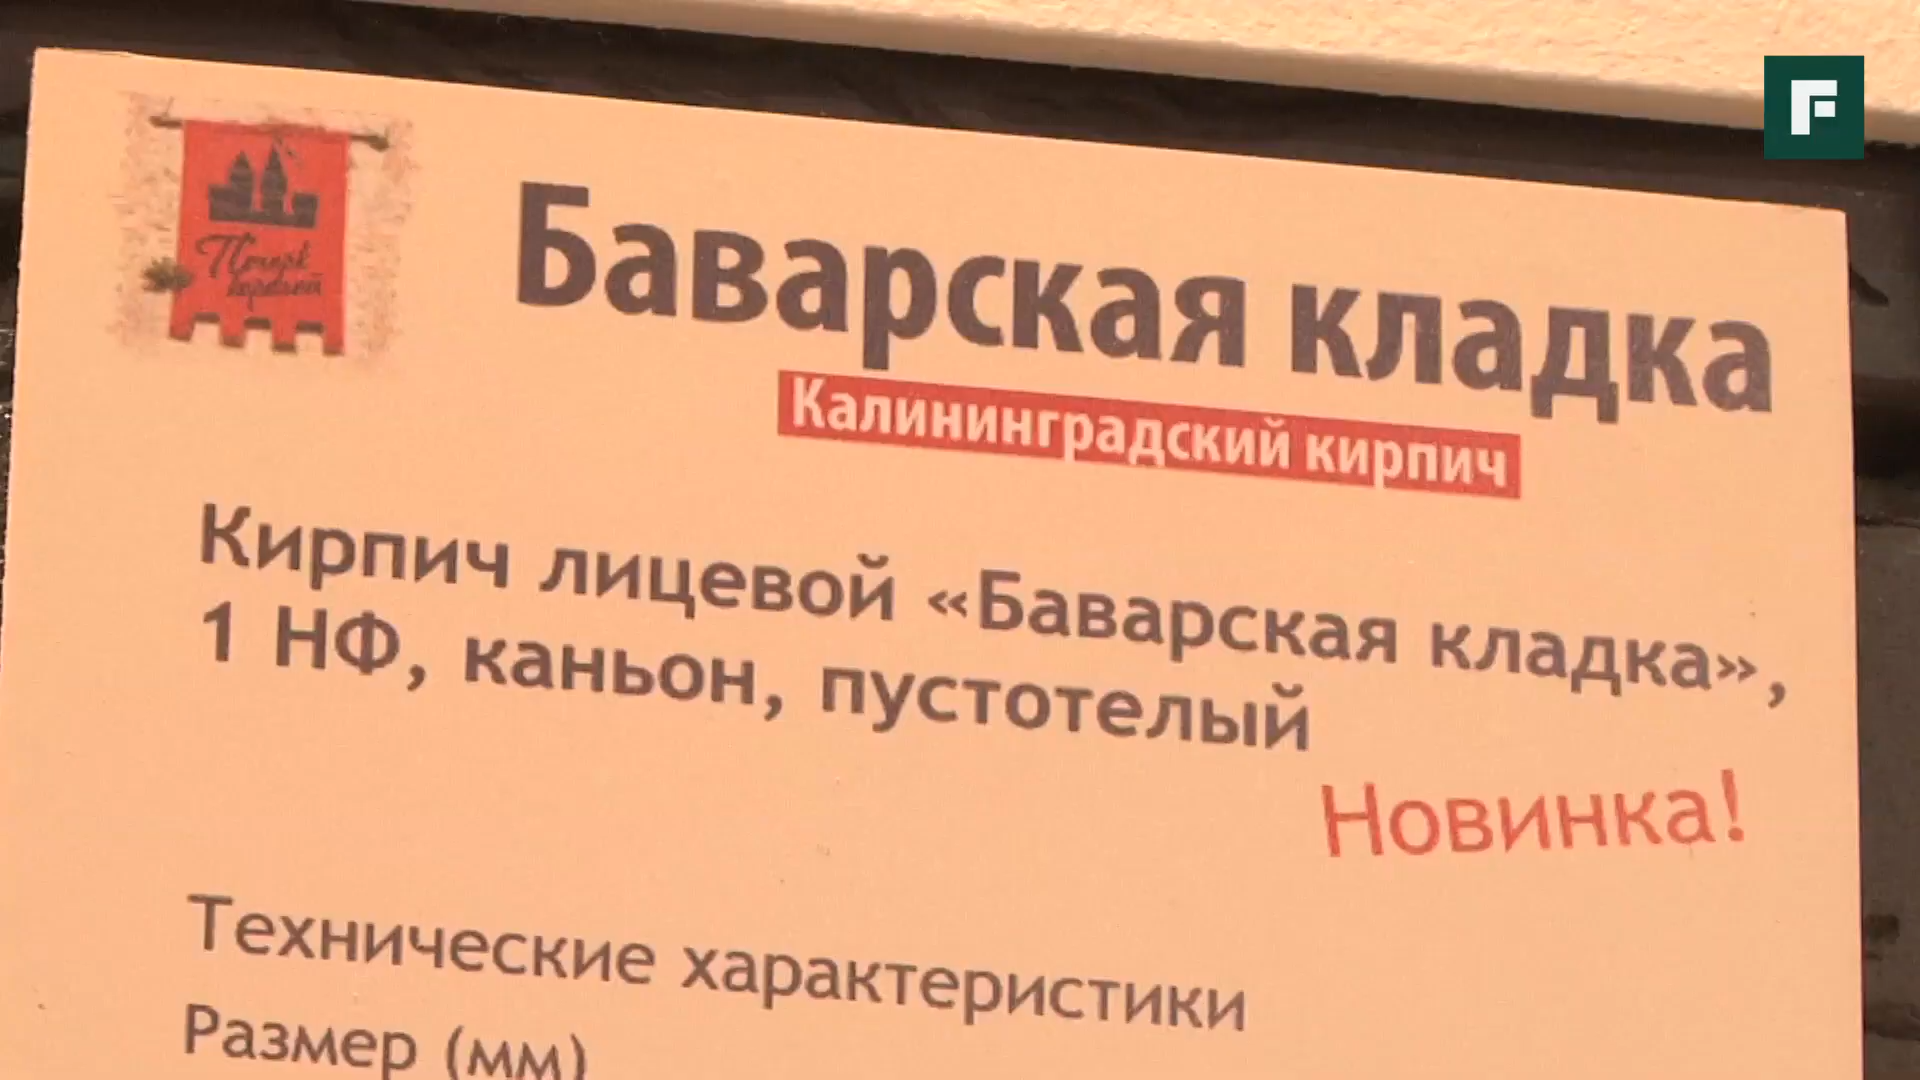 Баварская кладка
Калининградский кирпич
Кирпич лицевой «Баварская кладка»,
1 НФ, каньон, пустотелый
Новинка!
Технические характеристики
Размер (мм)
F